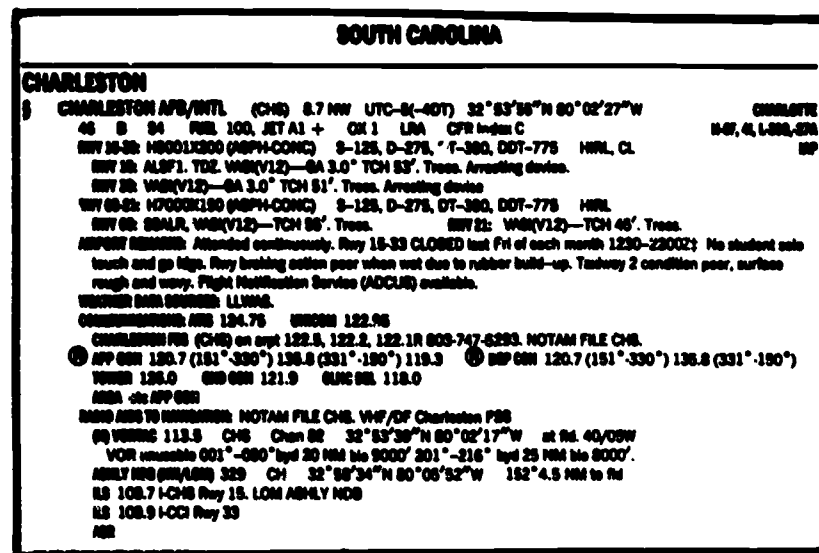 SOUTH CAROLINA
CHARLESTON
§ CHARLESTON AFB/INTL (CHS) 8.7 NW UTC-5(-4DT) 32°53'56"N 80°02'27"W CHARLOTTE
46 B S4 FUEL 100, JET A1 + OX 1 LRA CFR Index C H-6F, 4I, L-20G, -27A
RWY 15-33: H9001X200 (ASPH-CONC) S-125, D-275, DT-380, DDT-775 HIRL, CL IAP
RWY 15: ALSF1. TDZ. VASI(V12)—GA 3.0° TCH 53'. Trees. Arresting device.
RWY 33: VASI(V12)—GA 3.0° TCH 51'. Trees. Arresting device
RWY 03-21: H7000X150 (ASPH-CONC) S-125, D-275, DT-380, DDT-775 HIRL
RWY 03: SSALR, VASI(V12)—TCH 55'. Trees. RWY 21: VASI(V12)—TCH 45'. Trees.
AIRPORT REMARKS: Attended continuously. Rwy 15-33 CLOSED last Fri of each month 1230-2200Z‡ No student solo
touch and go ldgs. Rwy braking action poor when wet due to rubber build-up. Taxiway 2 condition poor, surface
rough and wavy. Flight Notification Service (ADCUS) available.
WEATHER DATA SOURCES: LLWAS.
COMMUNICATIONS: ATIS 124.75 UNICOM 122.95
CHARLESTON FSS (CHS) on arpt 122.5, 122.2, 122.1R 803-747-5293. NOTAM FILE CHS.
Ⓡ APP CON 120.7 (151°-330°) 135.8 (331°-150°) 119.3 Ⓡ DEP CON 120.7 (151°-330°) 135.8 (331°-150°)
TOWER 126.0 GND CON 121.9 CLNC DEL 118.0
ARSA ctc APP CON
RADIO AIDS TO NAVIGATION: NOTAM FILE CHS. VHF/DF Charleston FSS
(H) VORTAC 113.5 CHS Chan 82 32°53'39"N 80°02'17"W at fld. 40/05W
VOR unusable 001°-080° byd 20 NM blo 9000' 201°-216° byd 25 NM blo 8000'.
ASHLY NDB (MH/LOM) 329 CH 32°58'34"N 80°05'52"W 152° 4.5 NM to fld
ILS 109.7 I-CHS Rwy 15. LOM ASHLY NDB
ILS 108.9 I-CCI Rwy 33
ASR